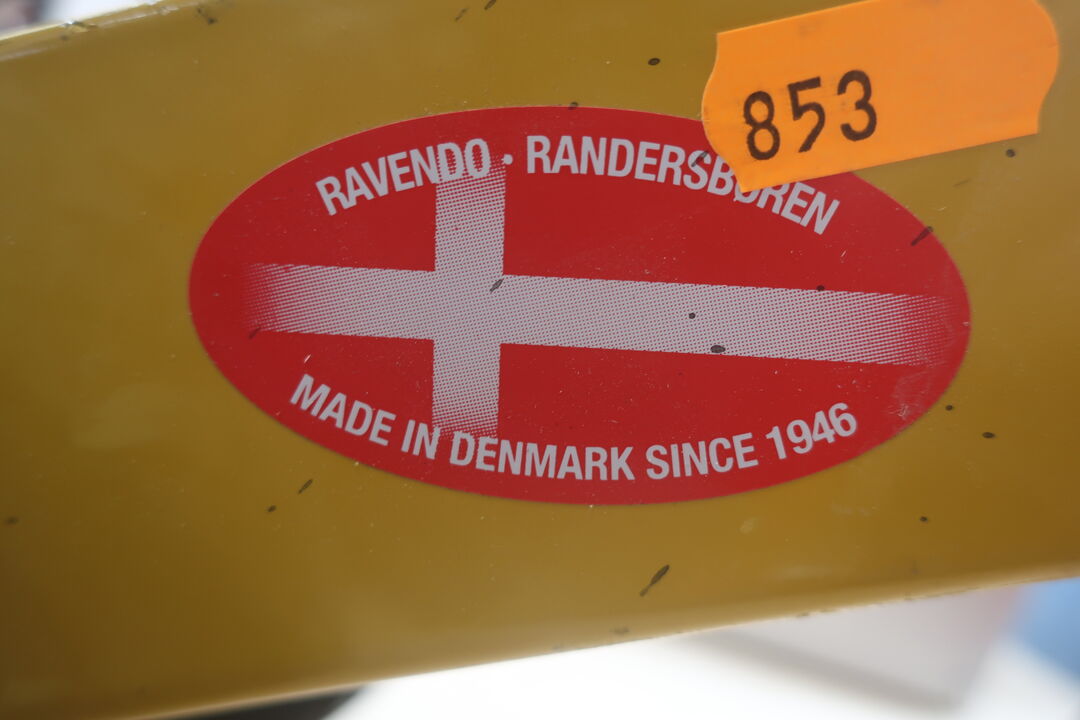 853
RAVENDO · RANDERSBØREN
MADE IN DENMARK SINCE 1946